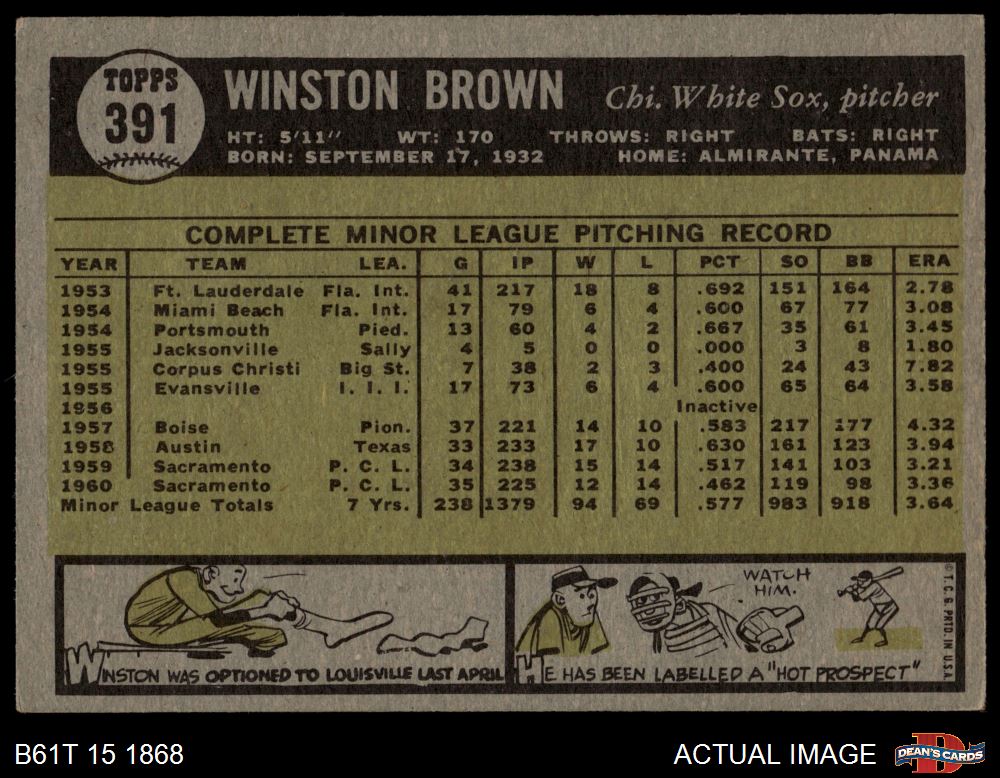 TOPPS
391
WINSTON BROWN Chi. White Sox, pitcher
HT: 5'11" WT: 170 THROWS: RIGHT BATS: RIGHT
BORN: SEPTEMBER 17, 1932 HOME: ALMIRANTE, PANAMA
COMPLETE MINOR LEAGUE PITCHING RECORD
YEAR TEAM LEA. G IP W L PCT SO BB ERA
1953 Ft. Lauderdale Fla. Int. 41 217 18 8 .692 151 164 2.78
1954 Miami Beach Fla. Int. 17 79 6 4 .600 67 77 3.08
1954 Portsmouth Pied. 13 60 4 2 .667 35 61 3.45
1955 Jacksonville Sally 4 5 0 0 .000 3 8 1.80
1955 Corpus Christi Big St. 7 38 2 3 .400 24 43 7.82
1955 Evansville I. I. I. 17 73 6 4 .600 65 64 3.58
1956 Inactive
1957 Boise Pion. 37 221 14 10 .583 217 177 4.32
1958 Austin Texas 33 233 17 10 .630 161 123 3.94
1959 Sacramento P. C. L. 34 238 15 14 .517 141 103 3.21
1960 Sacramento P. C. L. 35 225 12 14 .462 119 98 3.36
Minor League Totals 7 Yrs. 238 1379 94 69 .577 983 918 3.64
WINSTON WAS OPTIONED TO LOUISVILLE LAST APRIL
WATCH
HIM.
HE HAS BEEN LABELLED A "HOT PROSPECT"
© T. C. G. PRTD. IN U.S.A.
B61T 15 1868 ACTUAL IMAGE
DEAN'S CARDS